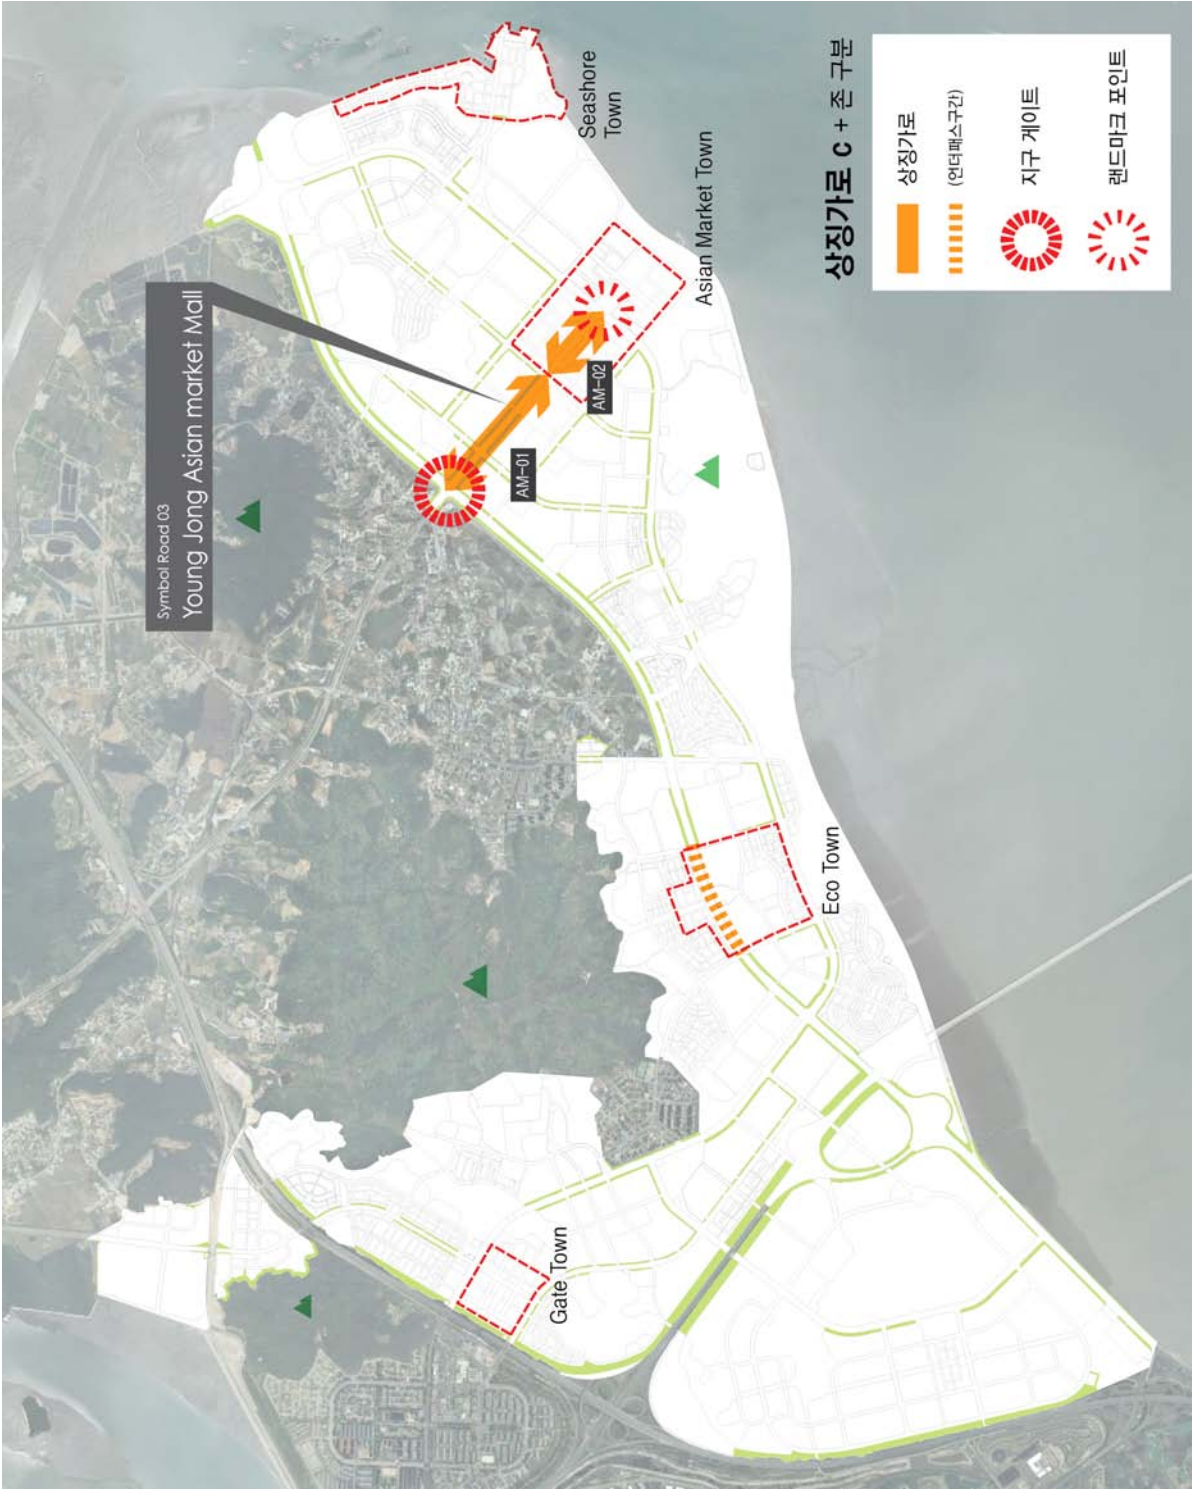 Symbol Road 03
Young Jong Asian market Mall
Seashore
Town
Asian Market Town
AM-01
AM-02
Eco Town
Gate Town
상징가로 C + 존 구분
상징가로
(언더패스구간)
지구 게이트
랜드마크 포인트